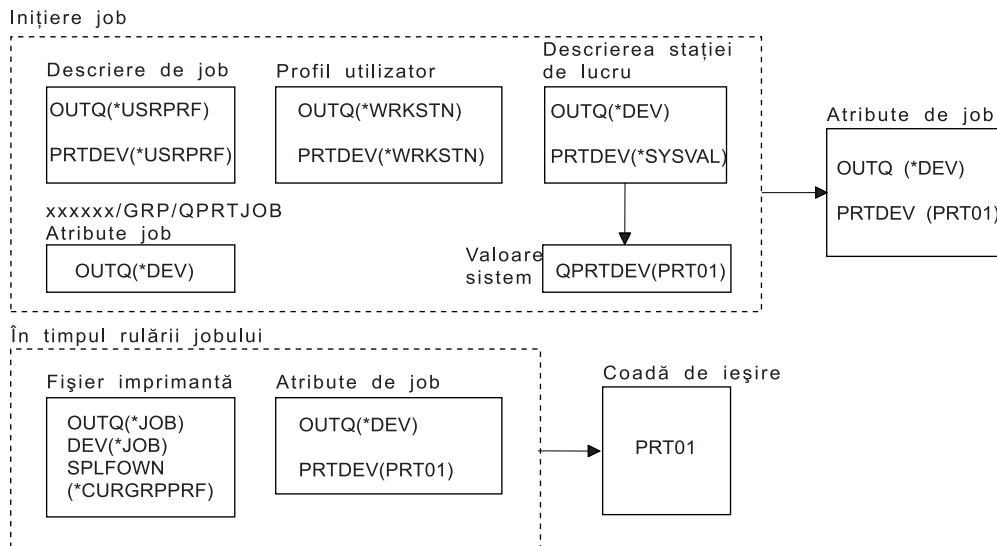 Inițiere job
Descriere de job
OUTQ(*USRPRF)
PRTDEV(*USRPRF)
Profil utilizator
OUTQ(*WRKSTN)
PRTDEV(*WRKSTN)
Descrierea stației
de lucru
OUTQ(*DEV)
PRTDEV(*SYSVAL)
Atribute de job
OUTQ (*DEV)
PRTDEV (PRT01)
xxxxxx/GRP/QPRTJOB
Atribute job
OUTQ(*DEV)
Valoare
sistem
QPRTDEV(PRT01)
În timpul rulării jobului
Fişier imprimantă
OUTQ(*JOB)
DEV(*JOB)
SPLFOWN
(*CURGRPPRF)
Atribute de job
OUTQ(*DEV)
PRTDEV(PRT01)
Coadă de ieşire
PRT01